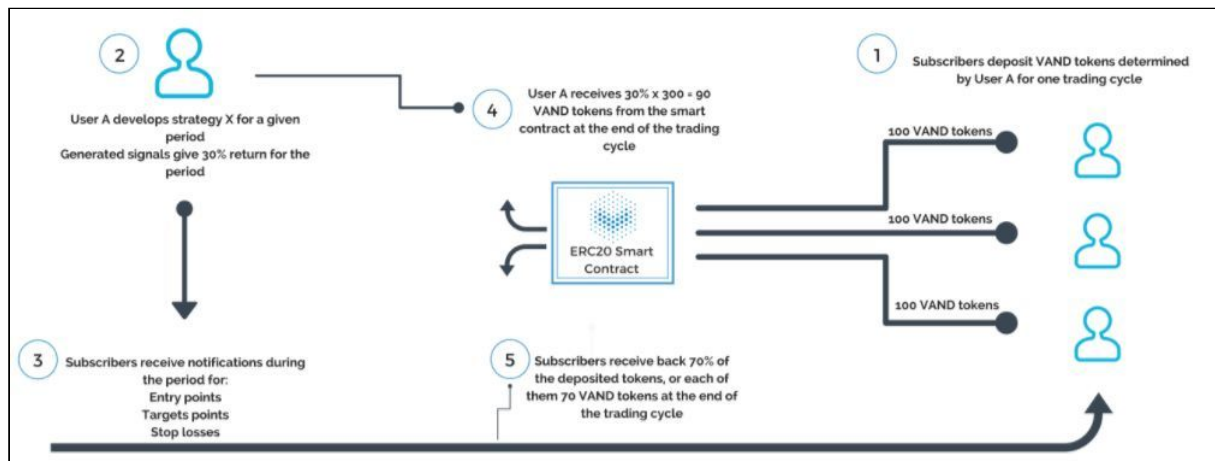 1
Subscribers deposit VAND tokens determined
by User A for one trading cycle
2
User A develops strategy X for a given
period
Generated signals give 30% return for the
period
3
Subscribers receive notifications during
the period for:
Entry points
Targets points
Stop losses
4
User A receives 30% x 300 = 90
VAND tokens from the smart
contract at the end of the trading
cycle
100 VAND tokens
100 VAND tokens
100 VAND tokens
ERC20 Smart
Contract
5
Subscribers receive back 70% of
the deposited tokens, or each of
them 70 VAND tokens at the end of
the trading cycle